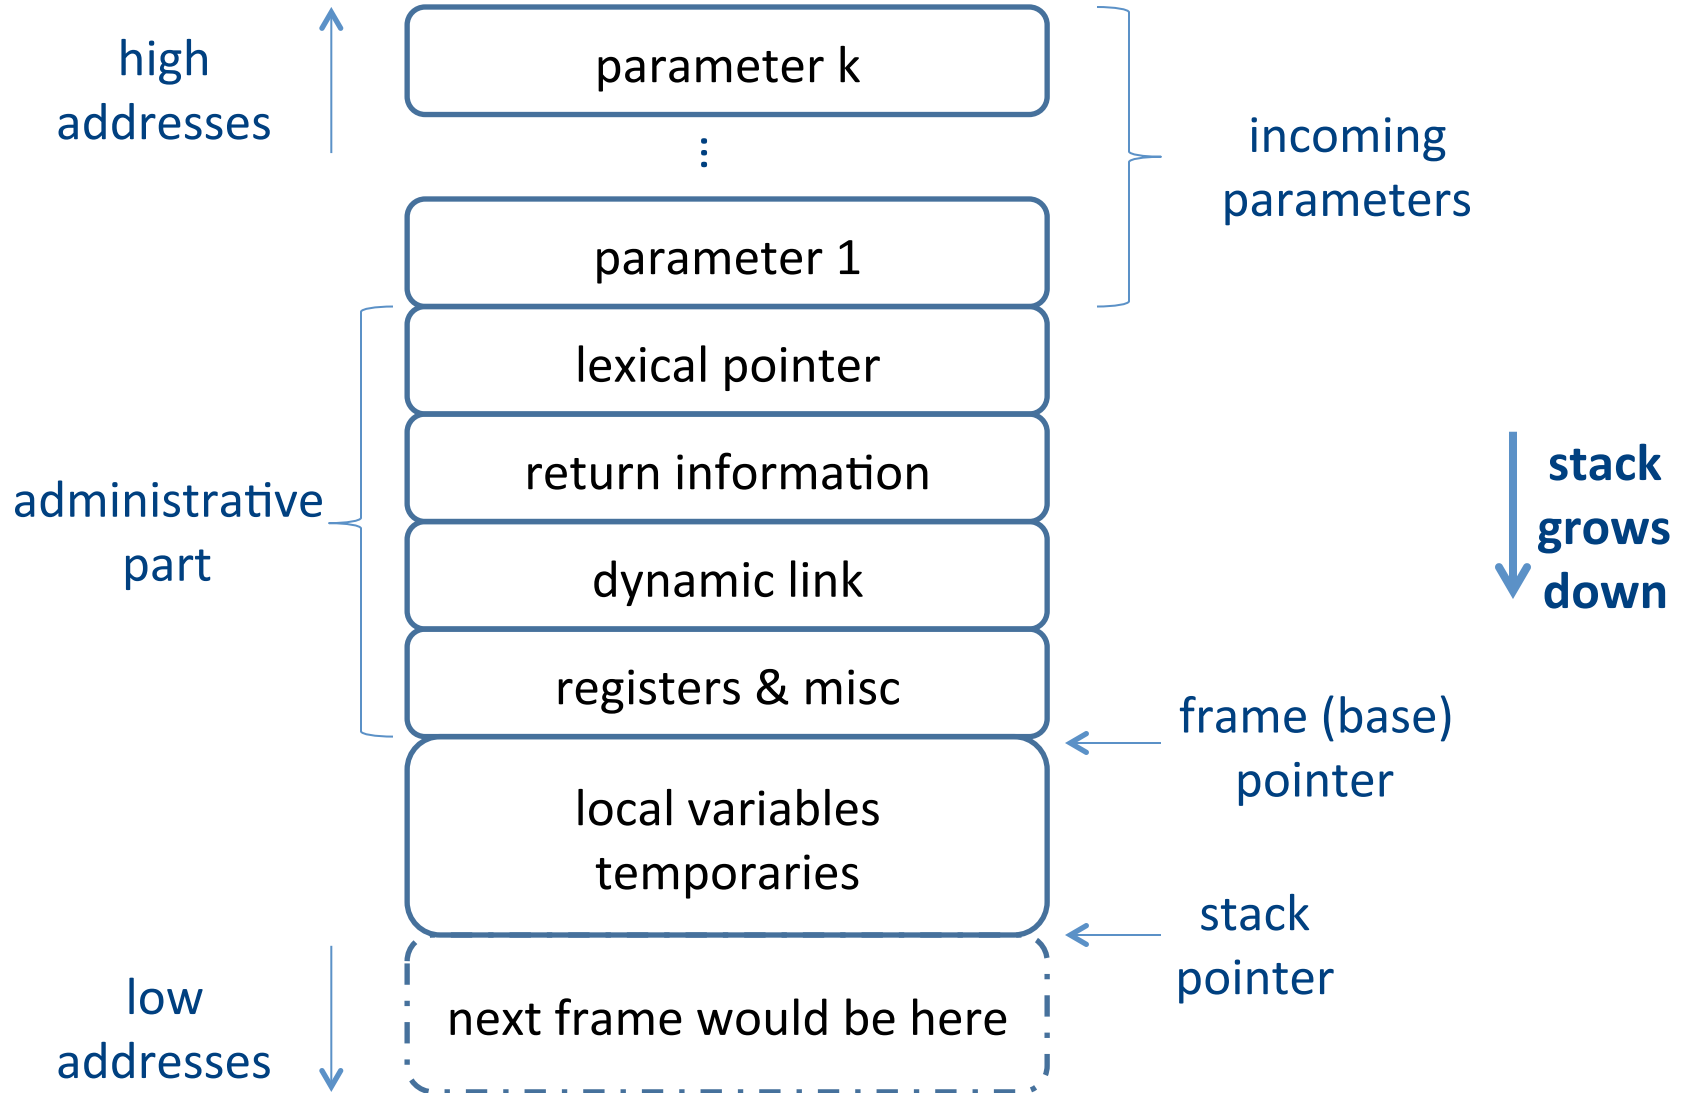 high
addresses
parameter k
...
incoming
parameters
parameter 1
lexical pointer
return information
administrative
part
dynamic link
stack
grows
down
registers & misc
frame (base)
pointer
local variables
temporaries
stack
pointer
low
addresses
next frame would be here